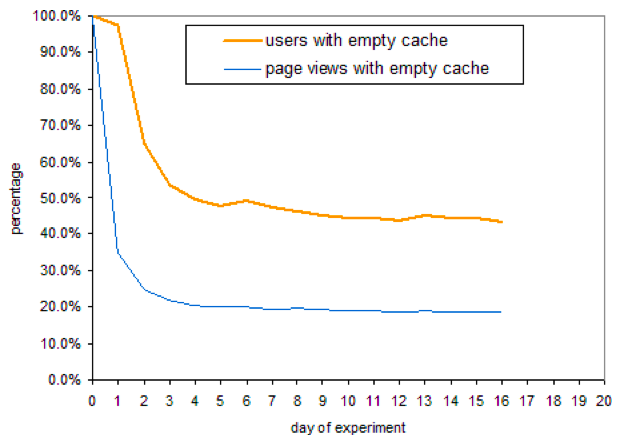 100.0%
users with empty cache
90.0%
page views with empty cache
80.0%
70.0%
60.0%
percentage
50.0%
40.0%
30.0%
20.0%
10.0%
0.0%
0 1 2 3 4 5 6 7 8 9 10 11 12 13 14 15 16 17 18 19 20
day of experiment